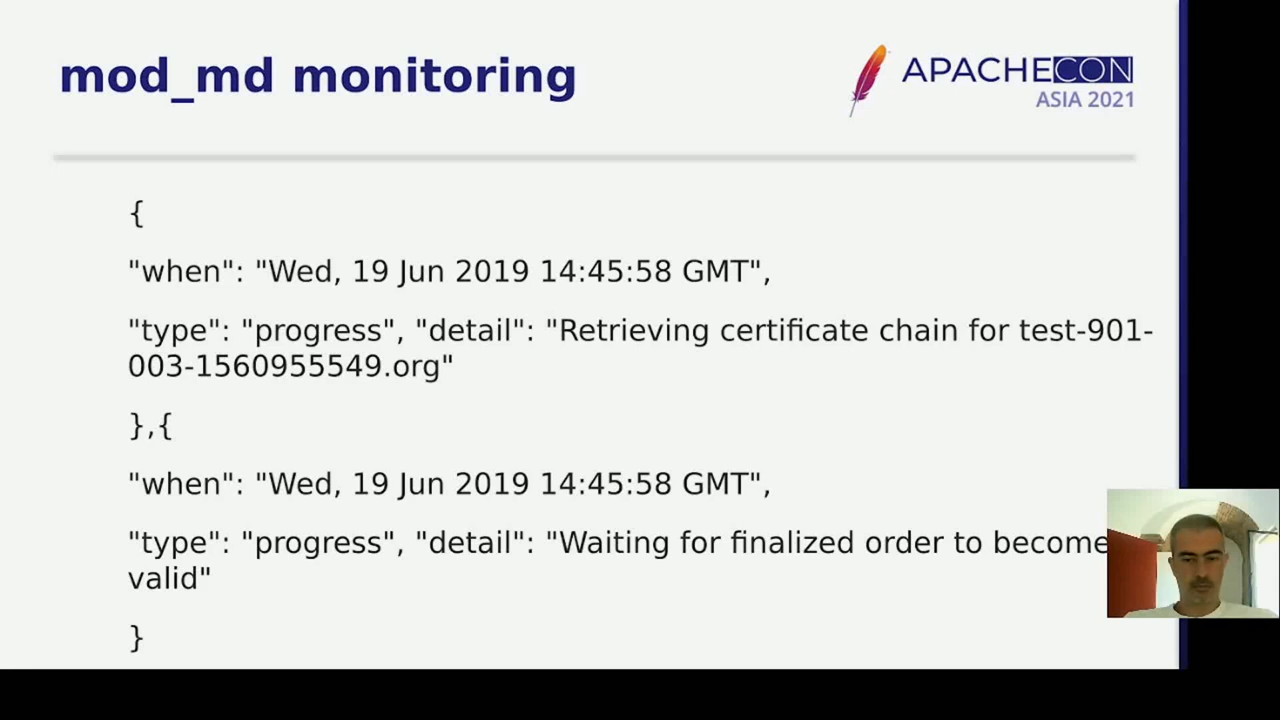 mod_md monitoring
APACHECON
ASIA 2021
{
"when": "Wed, 19 Jun 2019 14:45:58 GMT",
"type": "progress", "detail": "Retrieving certificate chain for test-901-
003-1560955549.org"
},{
"when": "Wed, 19 Jun 2019 14:45:58 GMT",
"type": "progress", "detail": "Waiting for finalized order to become
valid"
}